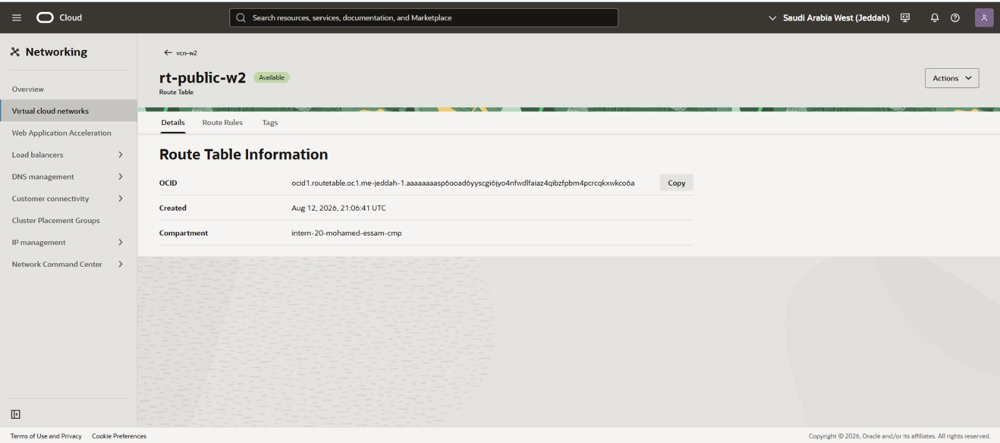 Cloud
Search resources, services, documentation, and Marketplace
Saudi Arabia West (Jeddah)
Networking
Overview
Virtual cloud networks
Web Application Acceleration
Load balancers
DNS management
Customer connectivity
Cluster Placement Groups
IP management
Network Command Center
vcn-w2
rt-public-w2 Available
Route Table
Actions
Details Route Rules Tags
Route Table Information
OCID ocid1.routetable.oc1.me-jeddah-1.aaaaaaaasp6ooad6yyscgi6jyo4nfwdlfaiaz4qibzfpbm4pcrcqkxwkco6a Copy
Created Aug 12, 2026, 21:06:41 UTC
Compartment intern-20-mohamed-essam-cmp
Terms of Use and Privacy Cookie Preferences
Copyright © 2026, Oracle and/or its affiliates. All rights reserved.